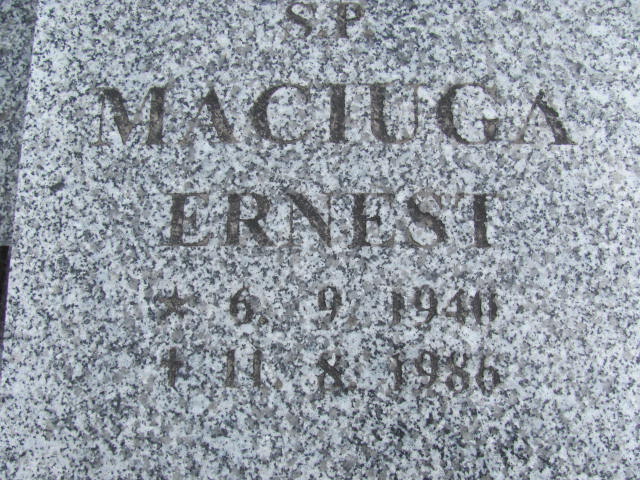 S.P.
MACIUGA
ERNEST
* 6. 9. 1940
† 11. 8. 1986